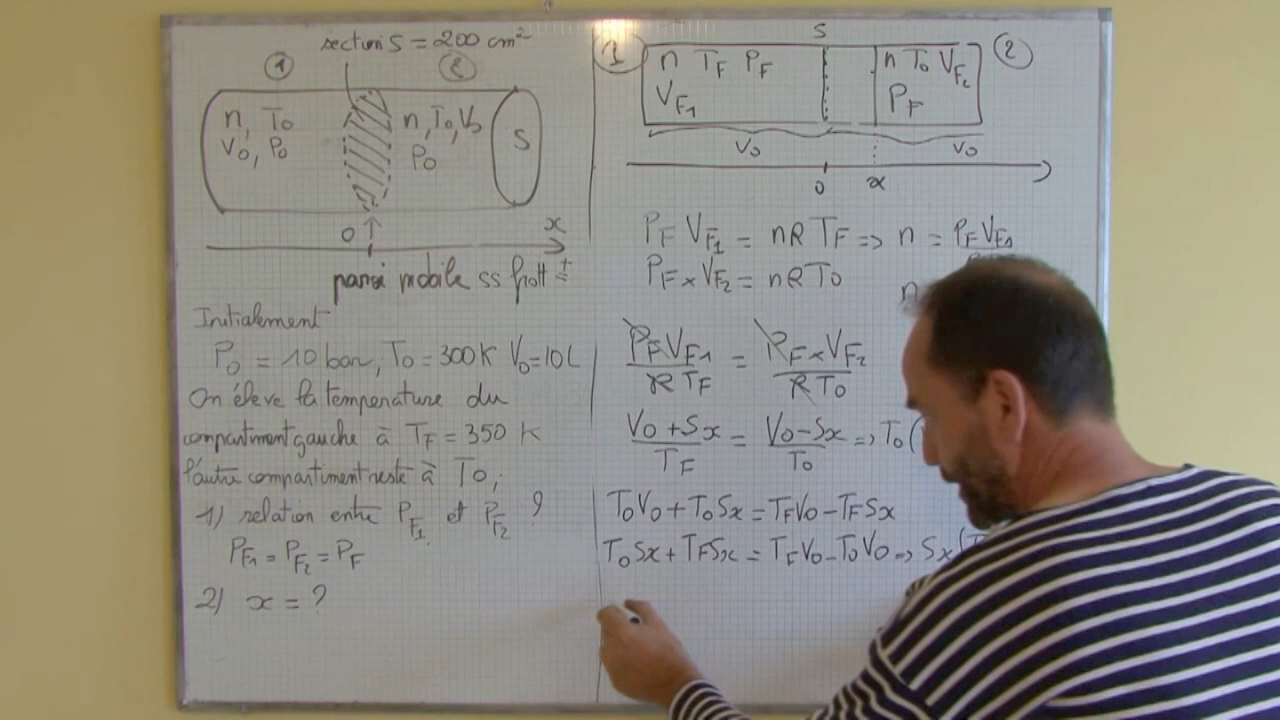 section S = 200 cm²
1 2
n, T0 n, T0, V0
V0, P0 P0 S
0 x
paroi mobile ss frott
Initialement
P0 = 10 bar, T0 = 300K V0 = 10L
On élève la température du
compartiment gauche à TF = 350 K
l'autre compartiment reste à T0,
1) relation entre PF1 et PF2 ?
PF1 = PF2 = PF
2) x = ?
1 S 2
n TF PF n T0 VF2
VF1 PF
V0 V0
0 x
PF VF1 = nR TF => n = PF VF1
PF x VF2 = nRT0 n
PF VF1 / R TF = PF x VF2 / R T0
V0 + Sx / TF = V0 - Sx / T0 => T0 (
T0V0 + T0Sx = TFV0 - TFSx
T0Sx + TFSx = TFV0 - T0V0 => Sx(